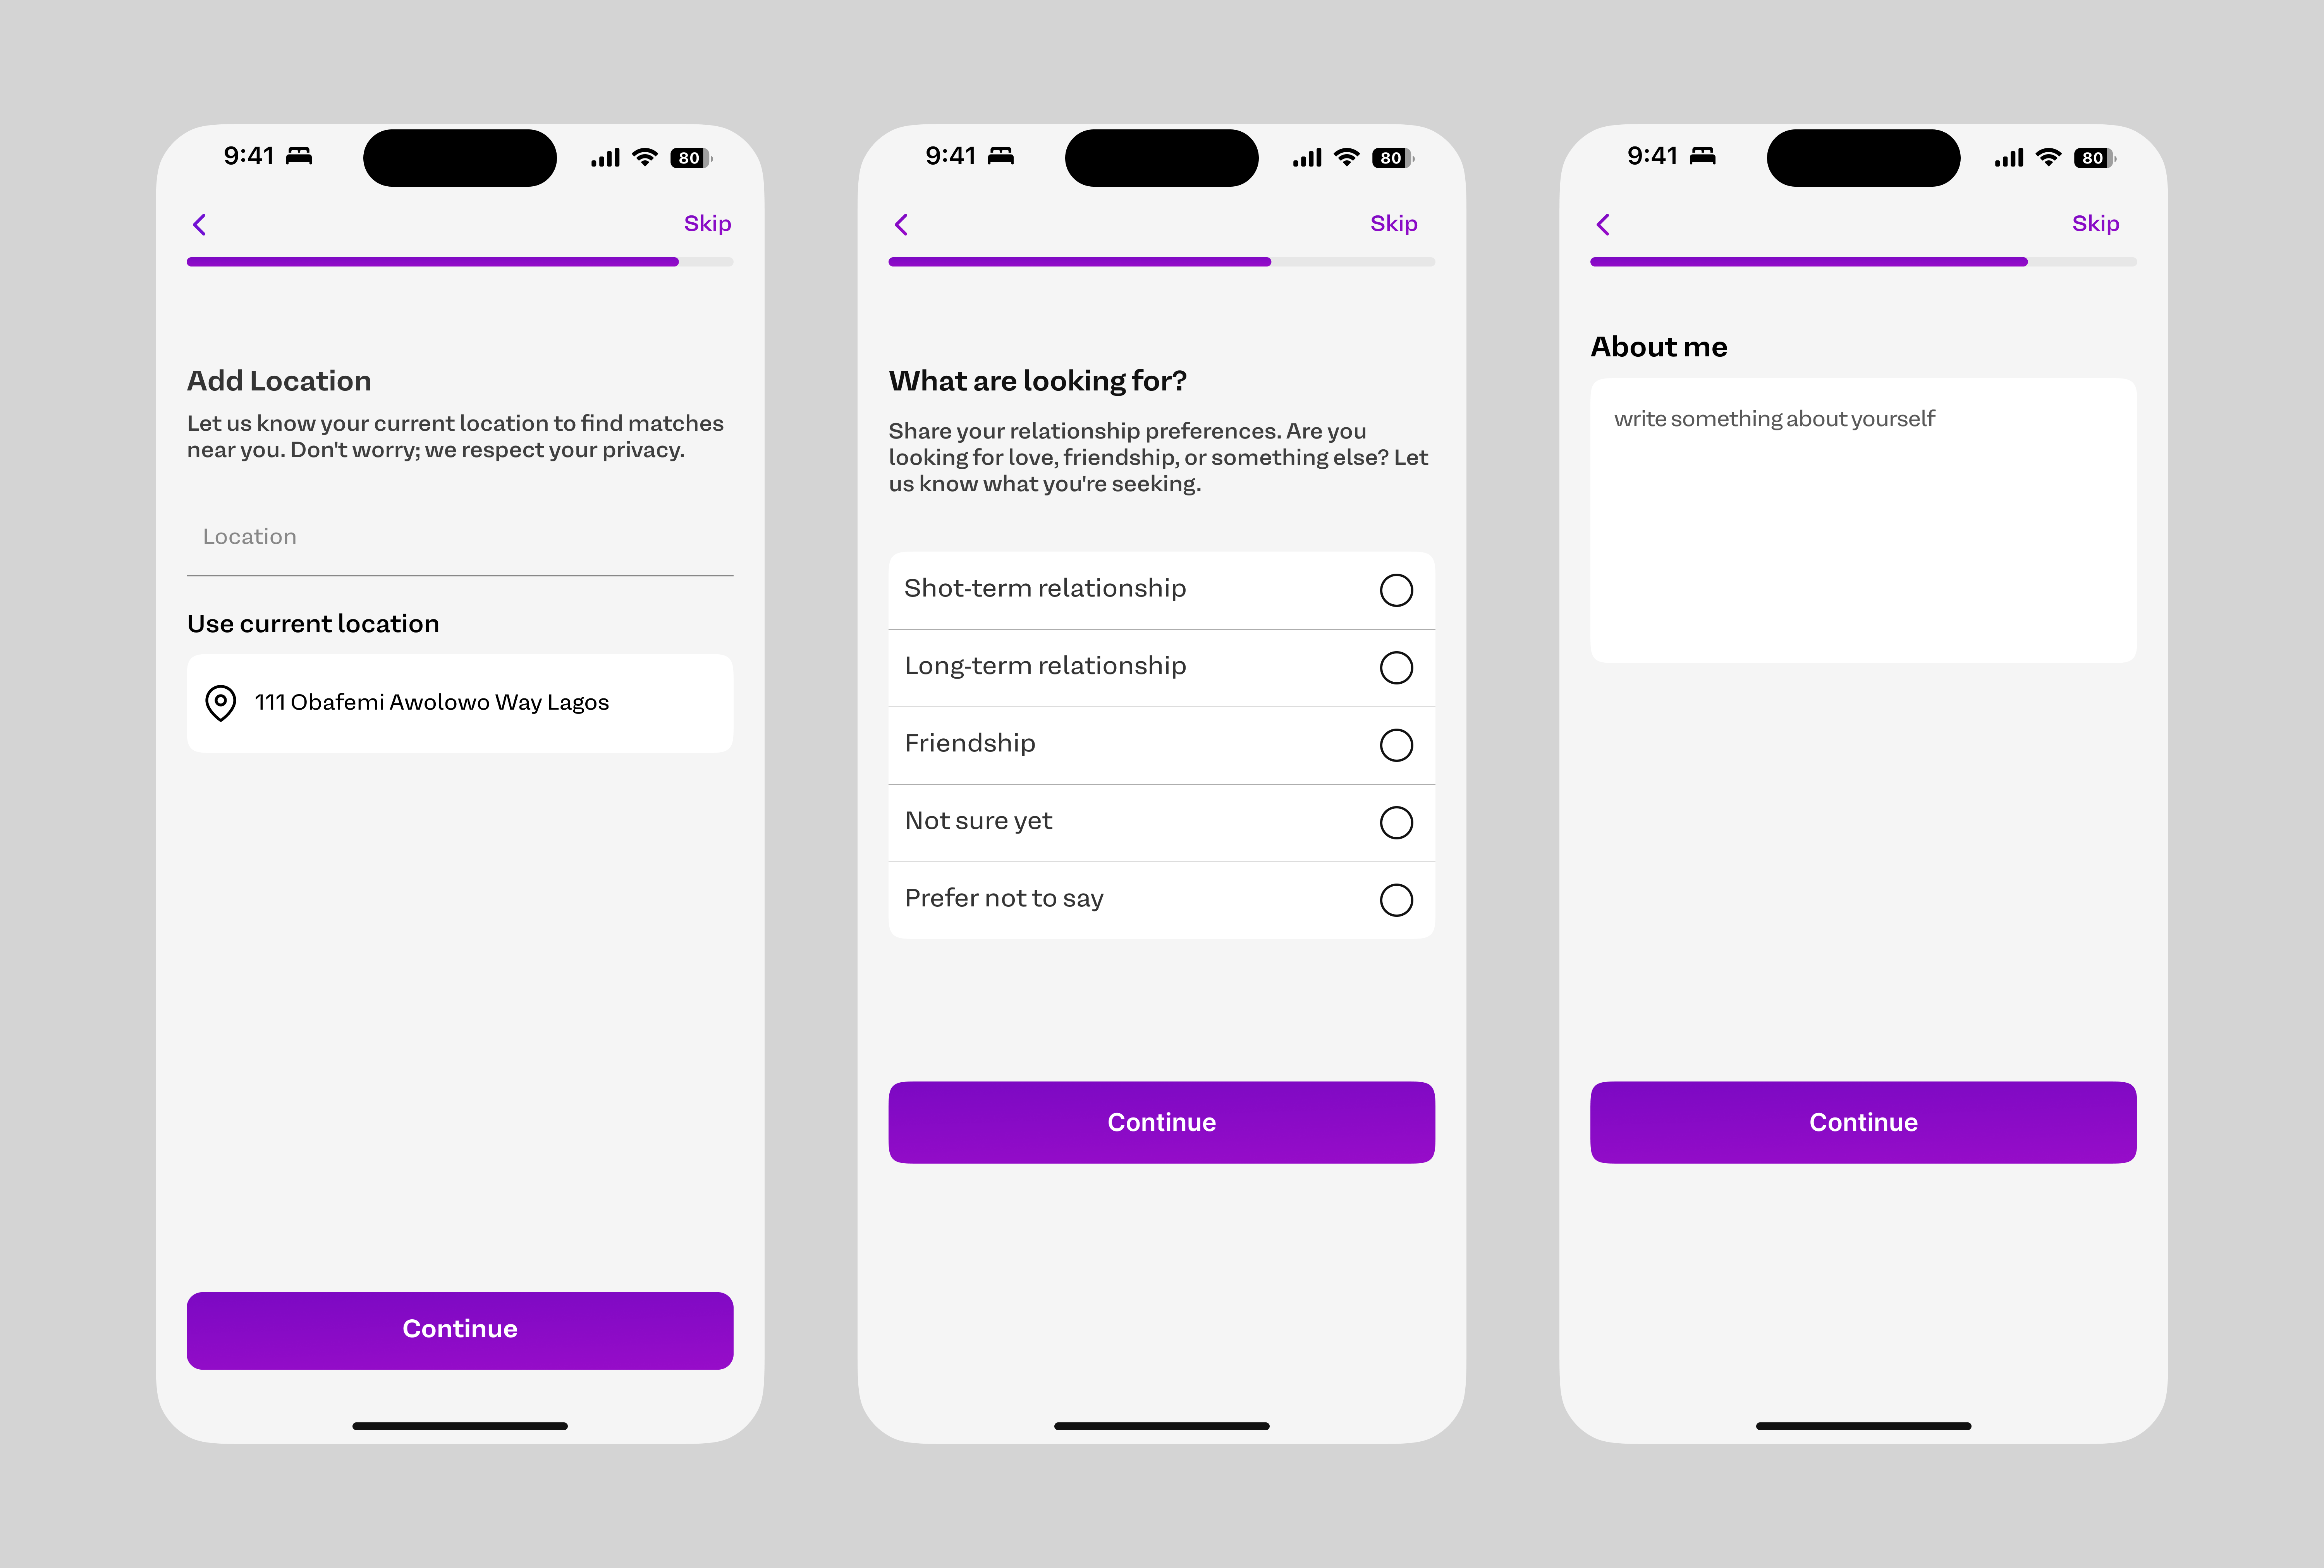 9:41
80
Skip
Add Location
Let us know your current location to find matches
near you. Don't worry; we respect your privacy.
Location
Use current location
111 Obafemi Awolowo Way Lagos
Continue
9:41
80
Skip
What are looking for?
Share your relationship preferences. Are you
looking for love, friendship, or something else? Let
us know what you're seeking.
Shot-term relationship
Long-term relationship
Friendship
Not sure yet
Prefer not to say
Continue
9:41
80
Skip
About me
write something about yourself
Continue